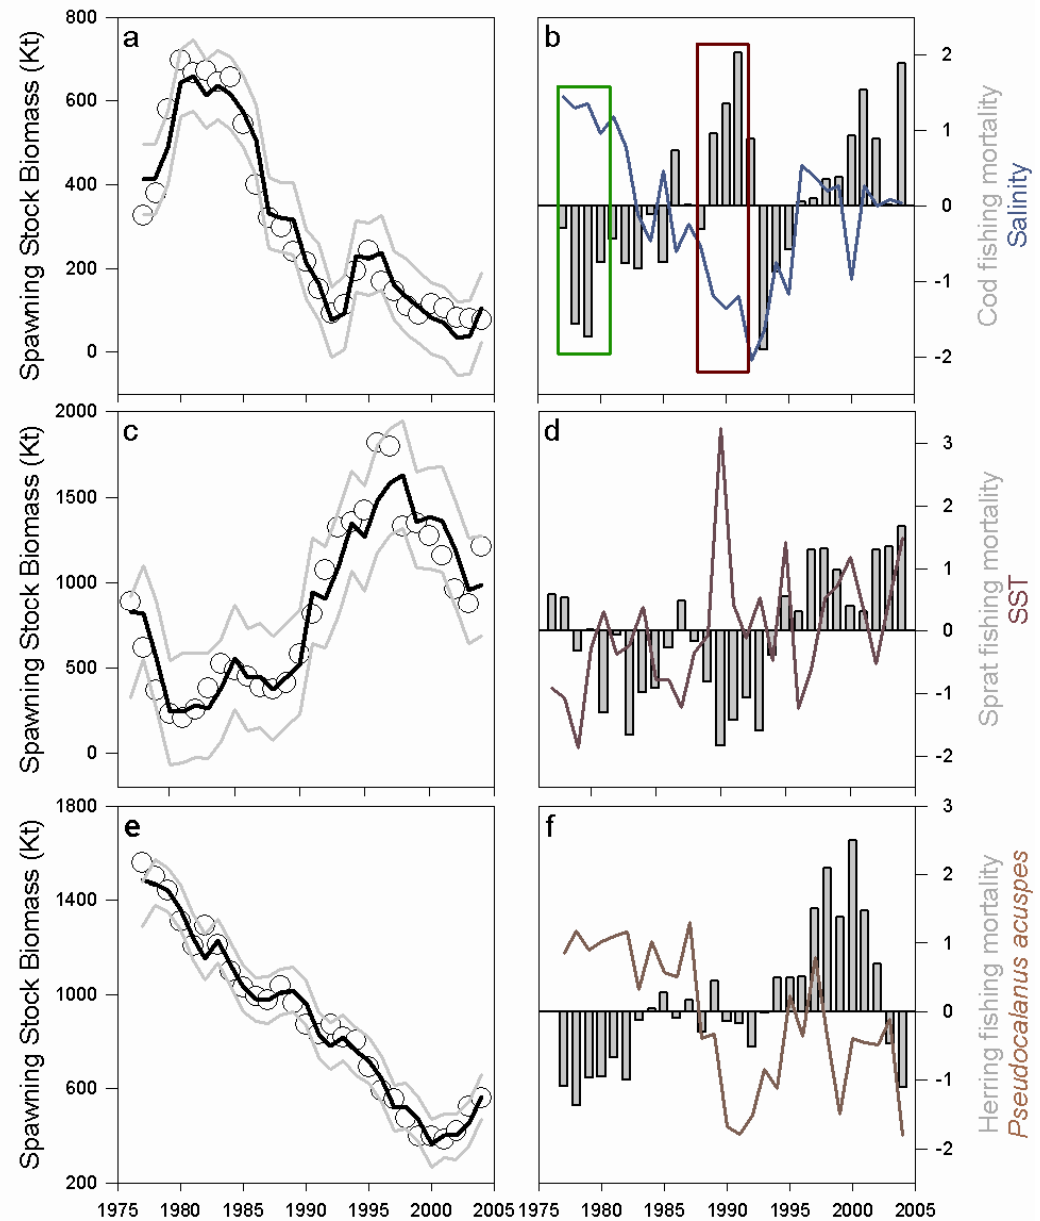 a
Spawning Stock Biomass (Kt)
800
600
400
200
0
b
2
1
0
-1
-2
Cod fishing mortality
Salinity
c
Spawning Stock Biomass (Kt)
2000
1500
1000
500
0
d
3
2
1
0
-1
-2
Sprat fishing mortality
SST
e
Spawning Stock Biomass (Kt)
1800
1400
1000
600
200
1975 1980 1985 1990 1995 2000 2005
f
3
2
1
0
-1
-2
Herring fishing mortality
Pseudocalanus acuspes
1975 1980 1985 1990 1995 2000 2005